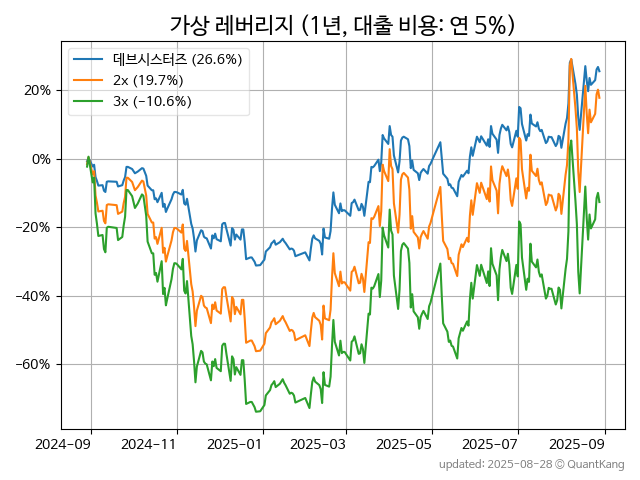 가상 레버리지 (1년, 대출 비용: 연 5%)
데브시스터즈 (26.6%)
2x (19.7%)
3x (−10.6%)
20%
0%
−20%
−40%
−60%
2024-09 2024-11 2025-01 2025-03 2025-05 2025-07 2025-09
updated: 2025-08-28 © QuantKang